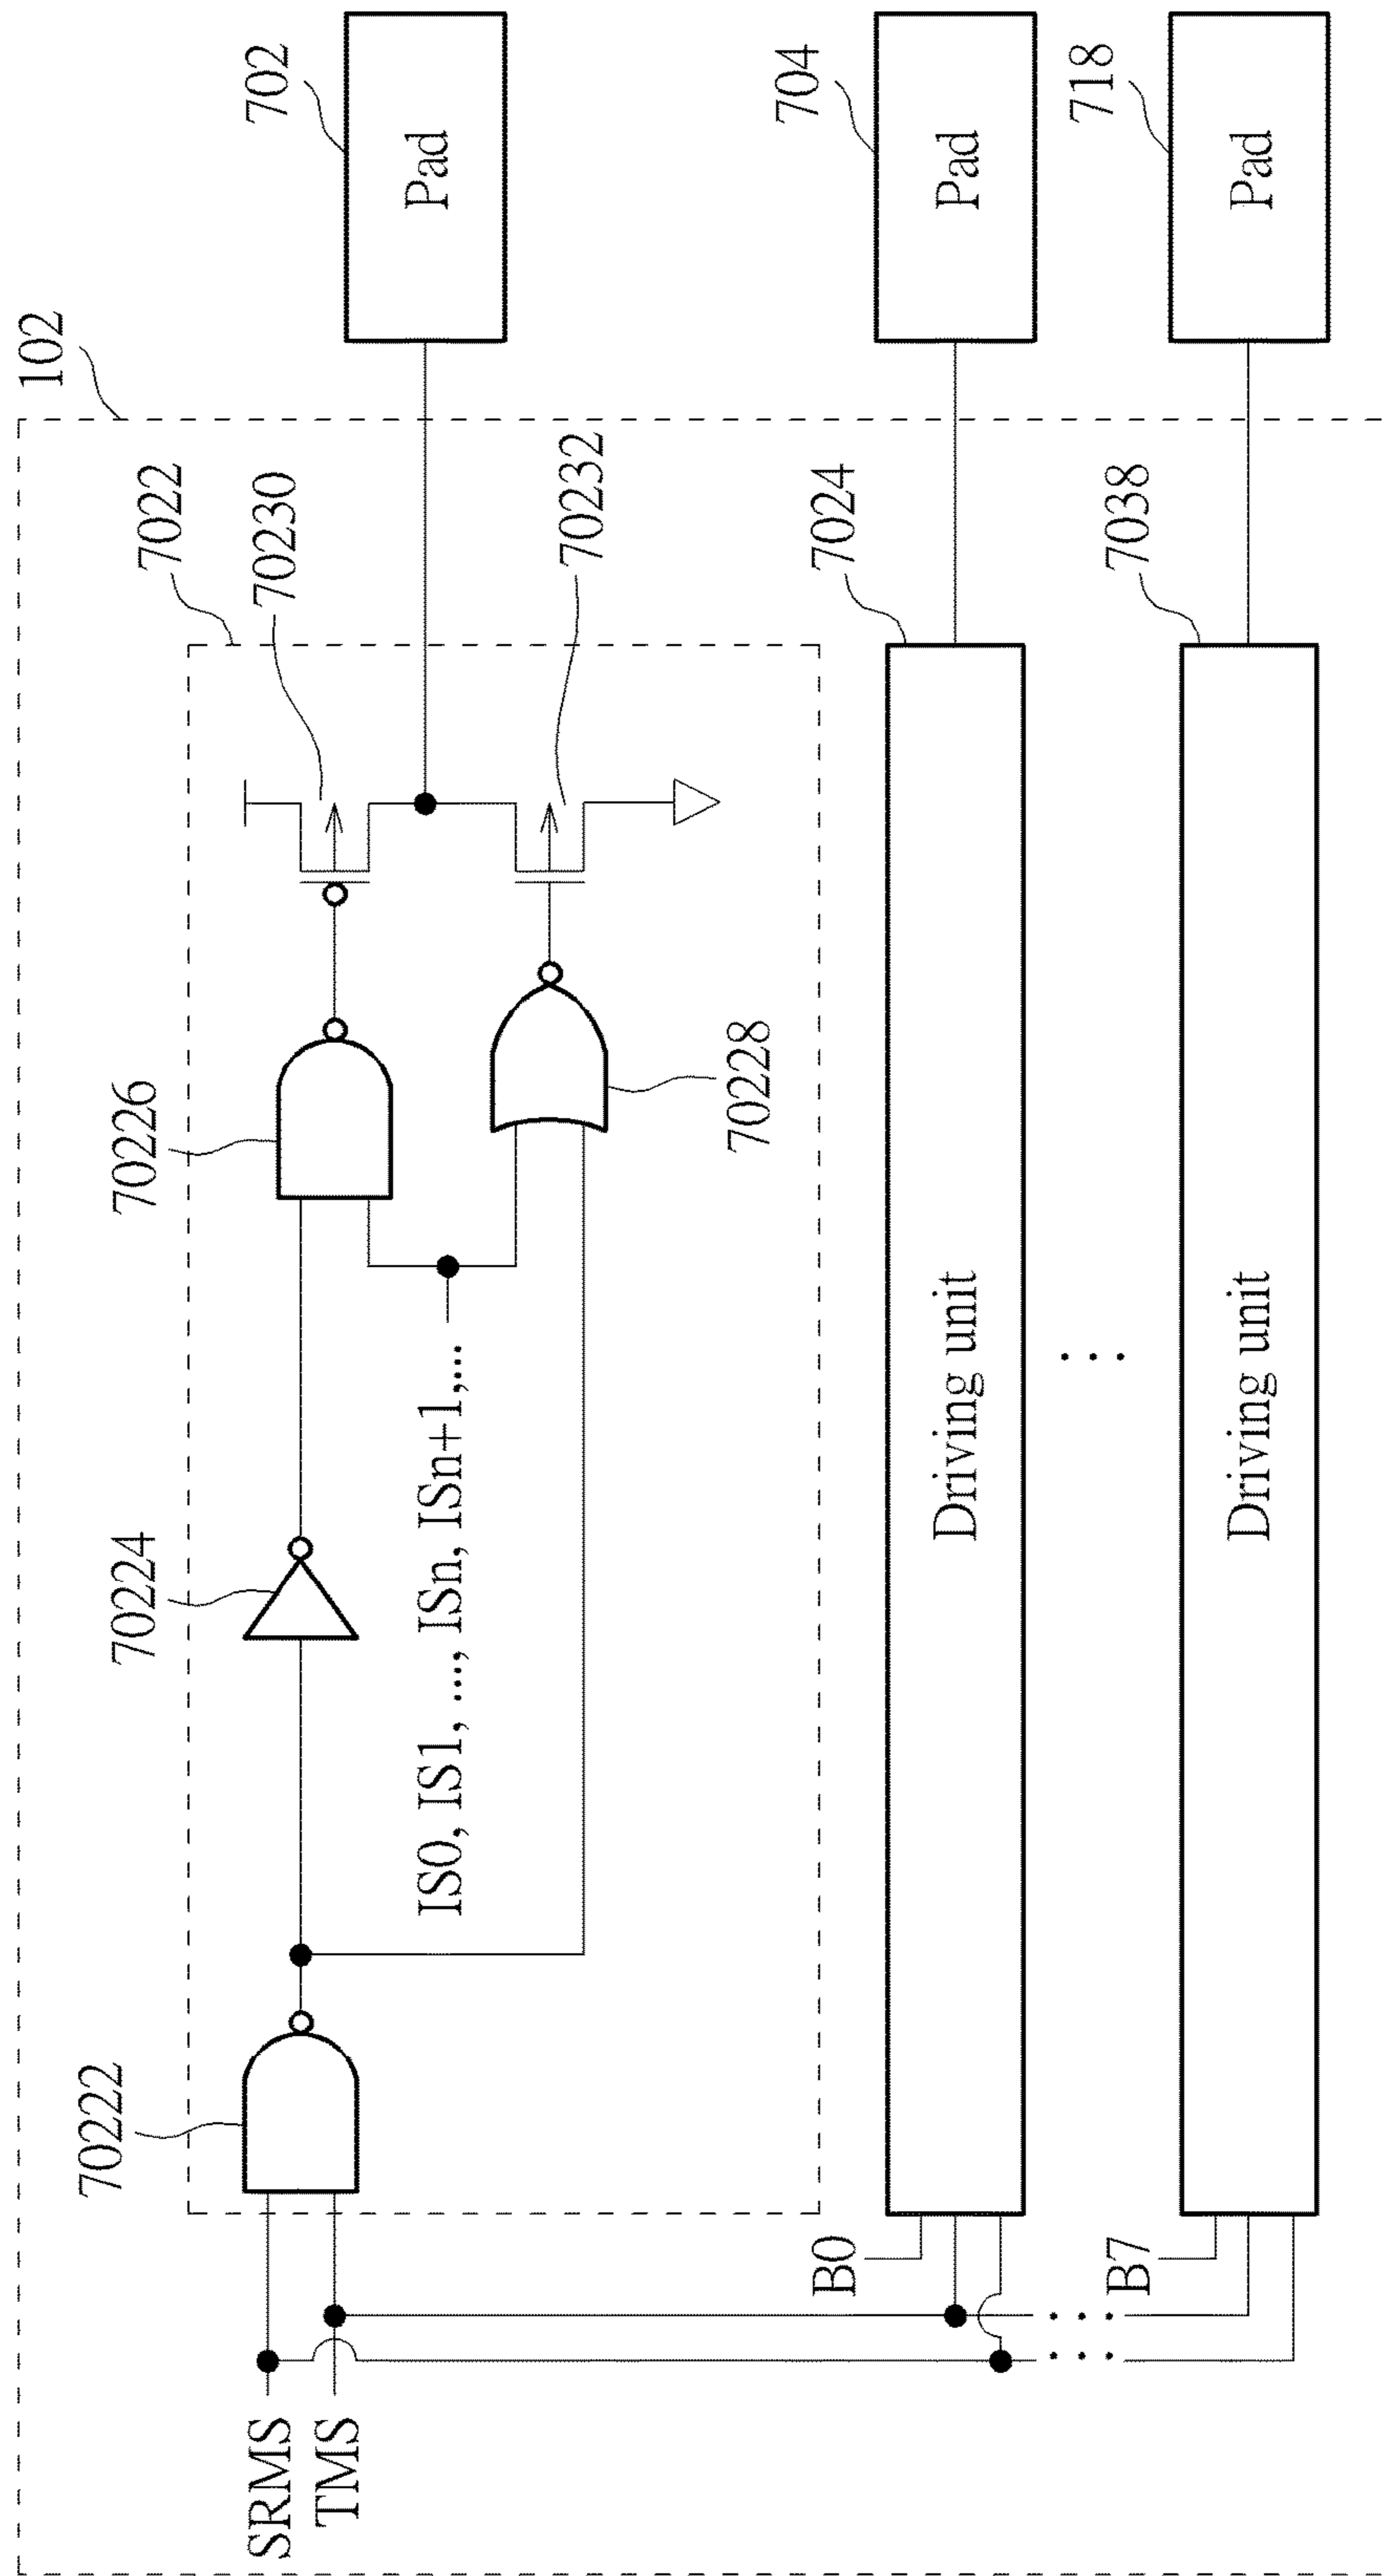 102
7022
70222
70224
70226
70230
702
Pad
SRMS
TMS
IS0, IS1, ..., ISn, ISn+1,...
70228
70232
B0
Driving unit
7024
704
Pad
...
B7
Driving unit
7038
718
Pad